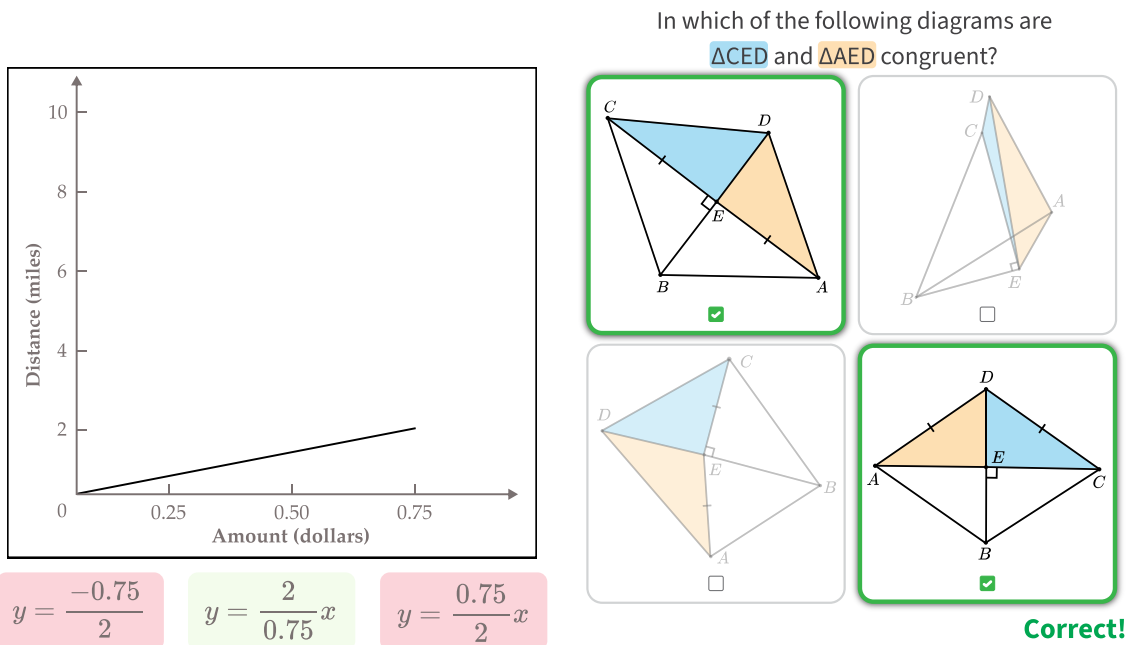 10
8
6
4
2
0
0.25
0.50
0.75
Distance (miles)
Amount (dollars)
y = −0.75/2
y = 2/0.75 x
y = 0.75/2 x
In which of the following diagrams are
ΔCED and ΔAED congruent?
C
D
E
B
A
D
C
A
E
B
C
D
E
B
A
D
E
A
C
B
Correct!